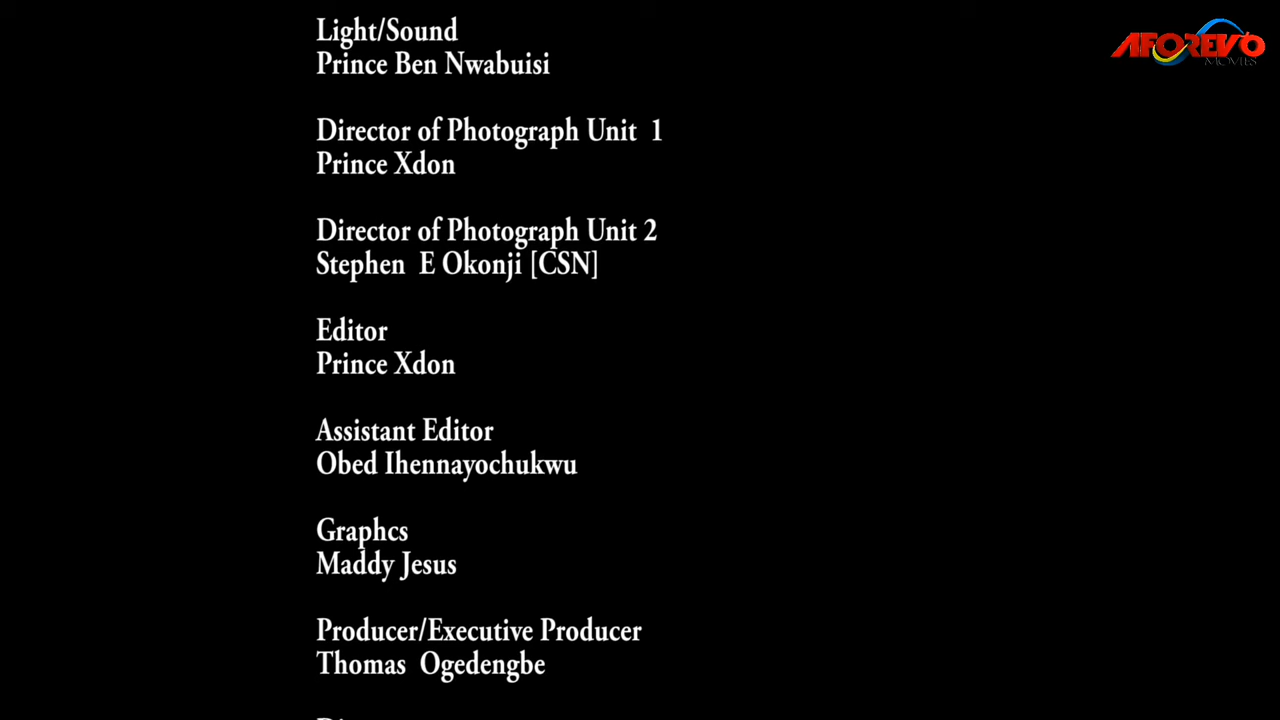 Light/Sound
Prince Ben Nwabuisi
Director of Photograph Unit 1
Prince Xdon
Director of Photograph Unit 2
Stephen E Okonji [CSN]
Editor
Prince Xdon
Assistant Editor
Obed Ihennayochukwu
Graphcs
Maddy Jesus
Producer/Executive Producer
Thomas Ogedengbe
AFOREVO
MOVIES